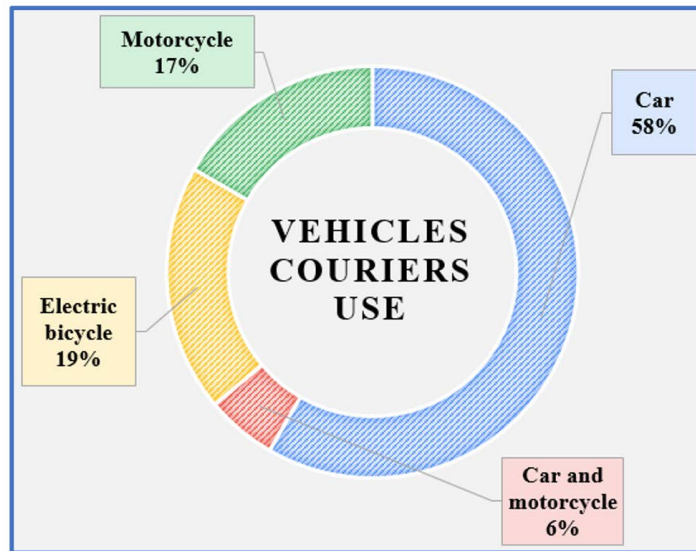 Motorcycle
17%
Car
58%
VEHICLES
COURIERS
USE
Electric
bicycle
19%
Car and
motorcycle
6%